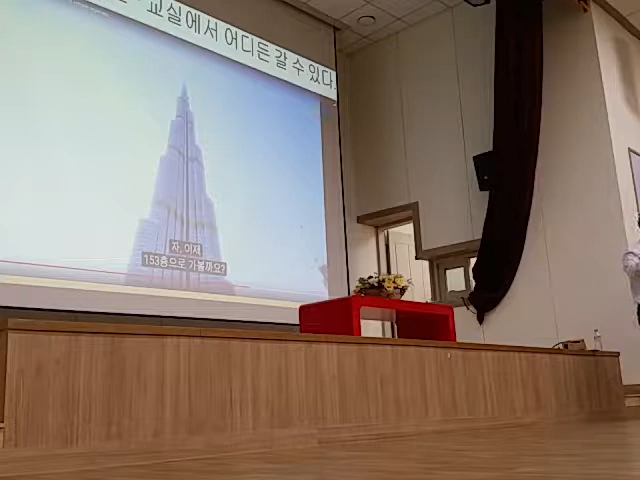 교실에서 어디든 갈 수 있다.
자, 이제
153층으로 가볼까요?